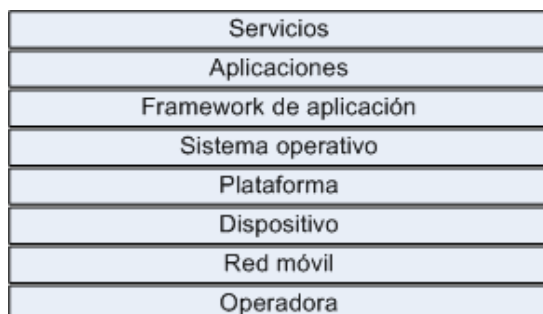 Servicios
Aplicaciones
Framework de aplicación
Sistema operativo
Plataforma
Dispositivo
Red móvil
Operadora